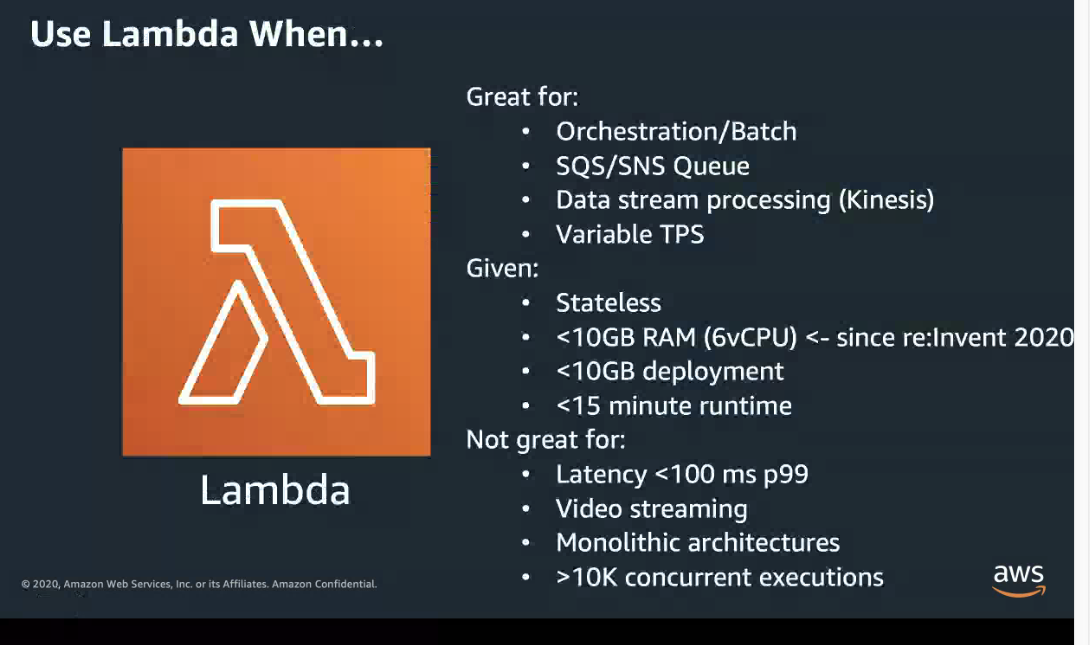 Use Lambda When...
Great for:
• Orchestration/Batch
• SQS/SNS Queue
• Data stream processing (Kinesis)
• Variable TPS
Given:
• Stateless
• <10GB RAM (6vCPU) <- since re:Invent 2020
• <10GB deployment
• <15 minute runtime
Not great for:
• Latency <100 ms p99
• Video streaming
• Monolithic architectures
• >10K concurrent executions
Lambda
© 2020, Amazon Web Services, Inc. or its Affiliates. Amazon Confidential.
aws